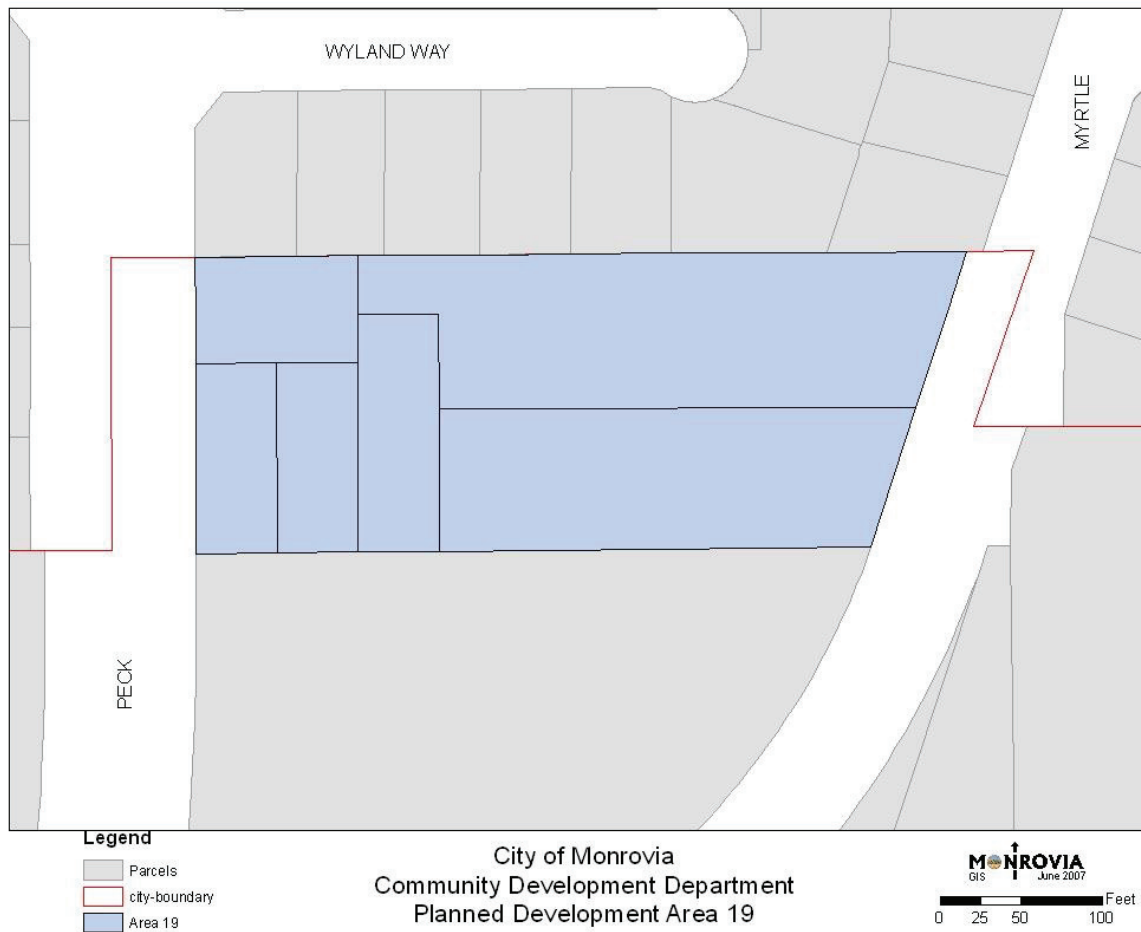 WYLAND WAY
MYRTLE
PECK
Legend
Parcels
city-boundary
Area 19
City of Monrovia
Community Development Department
Planned Development Area 19
MONROVIA
GIS June 2007
Feet
0 25 50 100